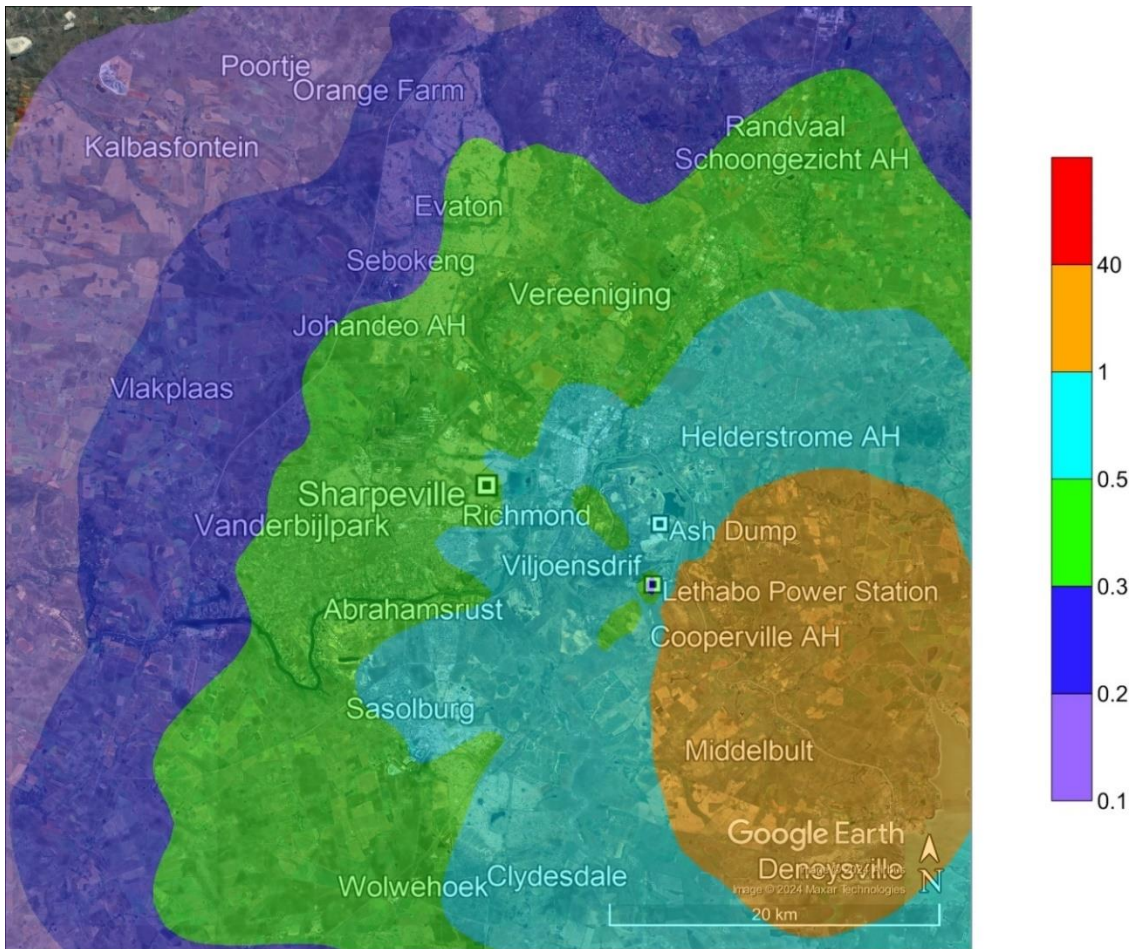 Poortje
Orange Farm
Kalbasfontein
Randvaal
Schoongezicht AH
Evaton
Sebokeng
Vereeniging
Johandeo AH
Vlakplaas
Helderstrome AH
Sharpeville
Richmond
Vanderbijlpark
Ash Dump
Viljoensdrif
Lethabo Power Station
Abrahamsrust
Cooperville AH
Sasolburg
Middelbult
Google Earth
Deneysville
Image © 2024 Maxar Technologies
Wolwehoek
Clydesdale
N
20 km
40
1
0.5
0.3
0.2
0.1